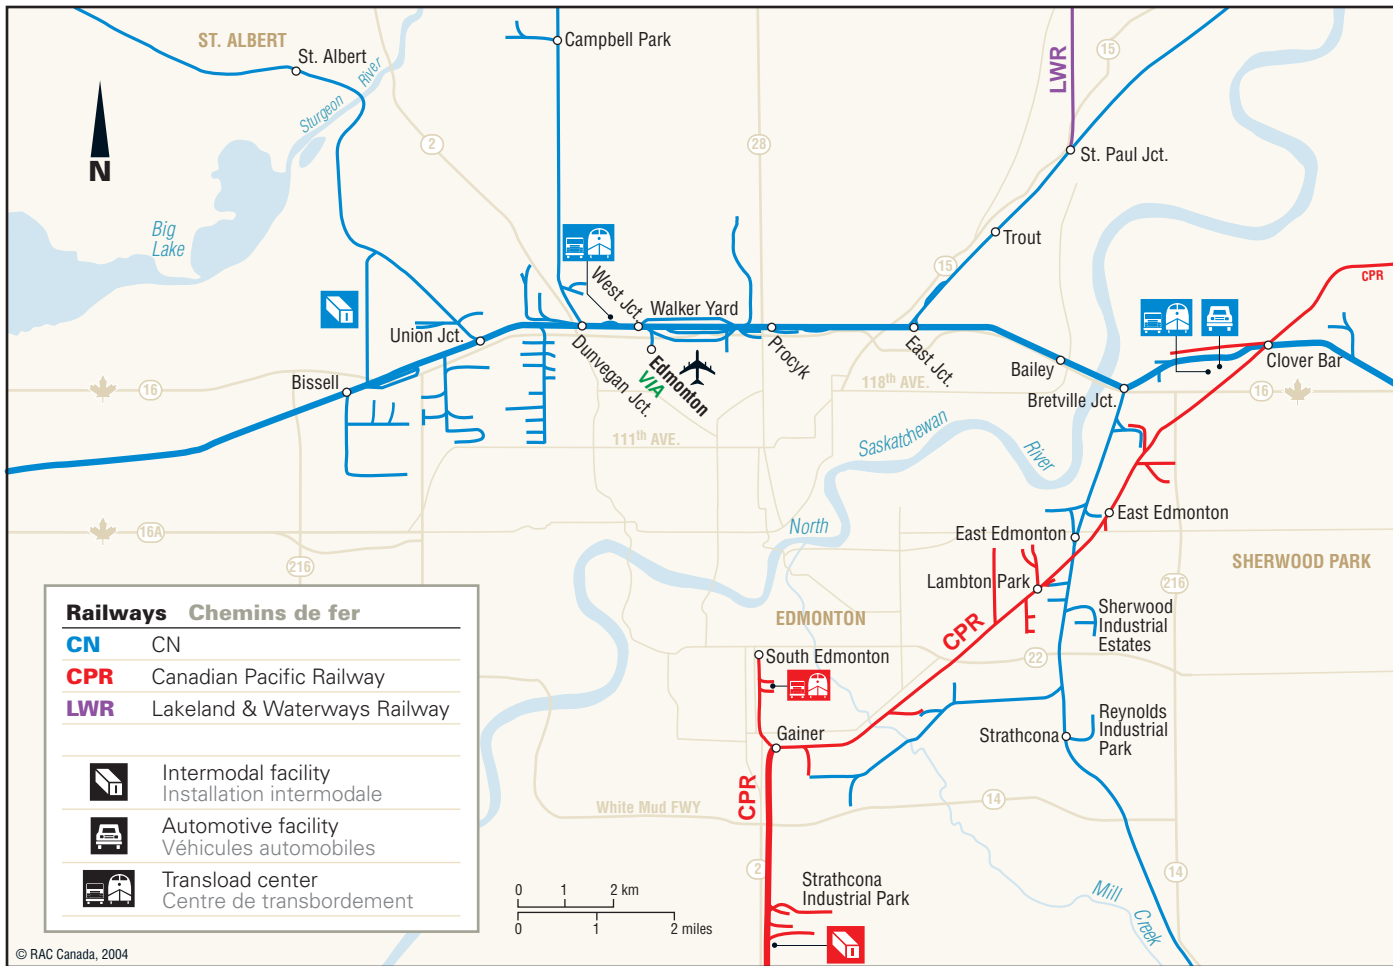 ST. ALBERT
St. Albert
Sturgeon
River
N
Big
Lake
Campbell Park
2
28
15
LWR
St. Paul Jct.
Trout
15
CPR
West Jct.
Walker Yard
Union Jct.
Bissell
Dunvegan Jct.
Edmonton
VIA
Procyk
East Jct.
118th AVE.
Bailey
Bretville Jct.
Clover Bar
16
16
111th AVE.
North
Saskatchewan
River
16A
216
East Edmonton
East Edmonton
SHERWOOD PARK
216
Lambton Park
Sherwood
Industrial
Estates
EDMONTON
CPR
22
South Edmonton
Gainer
Strathcona
Reynolds
Industrial
Park
CPR
White Mud FWY
14
14
2
Strathcona
Industrial Park
Mill
Creek
Railways Chemins de fer
CN CN
CPR Canadian Pacific Railway
LWR Lakeland & Waterways Railway
Intermodal facility
Installation intermodale
Automotive facility
Véhicules automobiles
Transload center
Centre de transbordement
0 1 2 km
0 1 2 miles
© RAC Canada, 2004